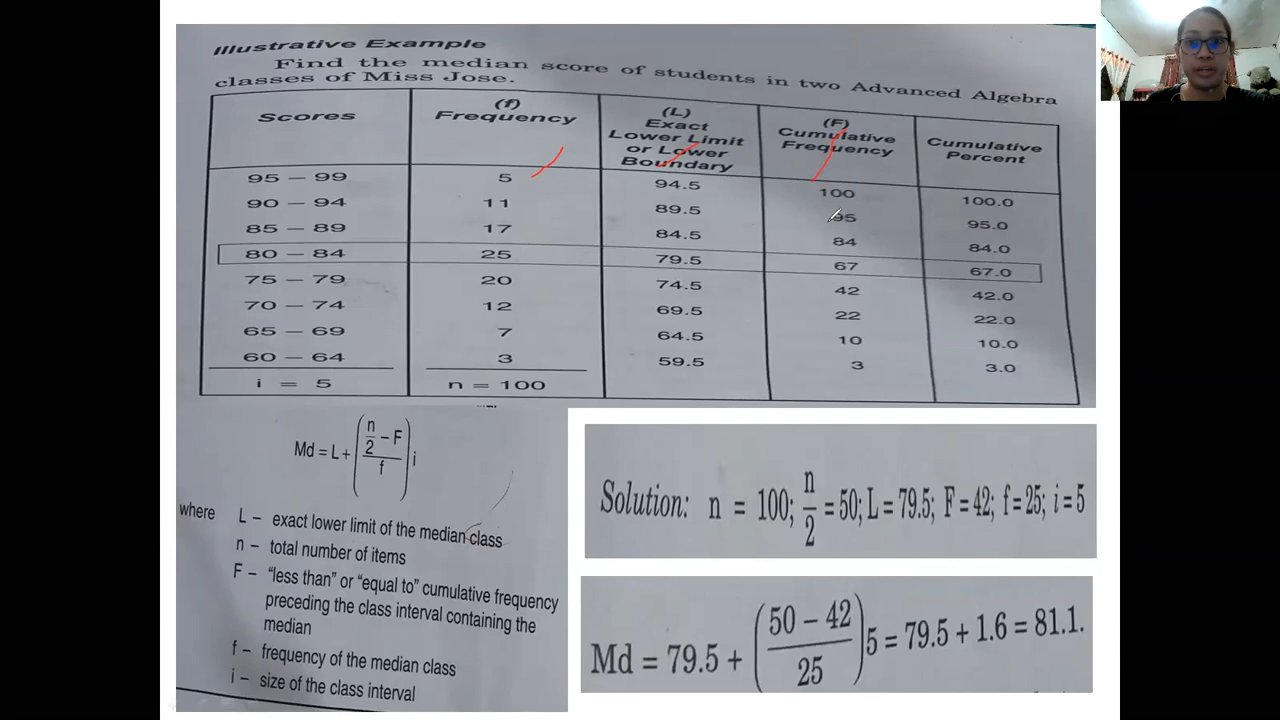 Illustrative Example
Find the median score of students in two Advanced Algebra
classes of Miss Jose.
Scores (f) Frequency (L) Exact Lower Limit or Lower Boundary (F) Cumulative Frequency Cumulative Percent
95 – 99 5 94.5 100 100.0
90 – 94 11 89.5 95 95.0
85 – 89 17 84.5 84 84.0
80 – 84 25 79.5 67 67.0
75 – 79 20 74.5 42 42.0
70 – 74 12 69.5 22 22.0
65 – 69 7 64.5 10 10.0
60 – 64 3 59.5 3 3.0
i = 5 n = 100
Md = L + ( (n/2 – F) / f ) i
where L – exact lower limit of the median class
n – total number of items
F – “less than” or “equal to” cumulative frequency
preceding the class interval containing the
median
f – frequency of the median class
i – size of the class interval
Solution: n = 100; n/2 = 50; L = 79.5; F = 42; f = 25; i = 5
Md = 79.5 + ( (50 – 42) / 25 ) 5 = 79.5 + 1.6 = 81.1.